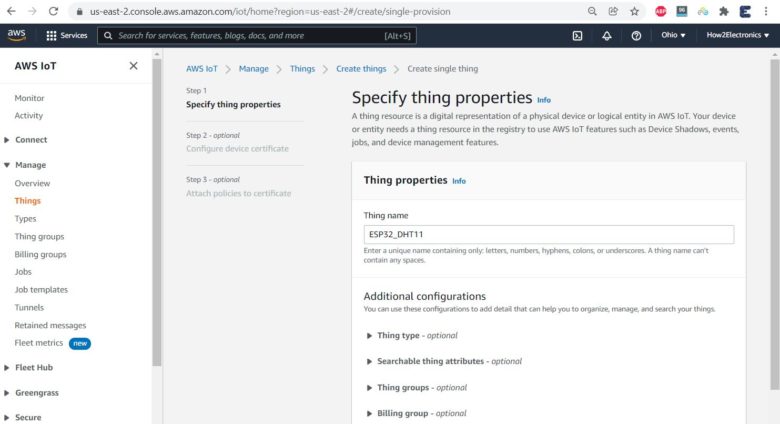 us-east-2.console.aws.amazon.com/iot/home?region=us-east-2#/create/single-provision
ABP
96
aws
Services
Search for services, features, blogs, docs, and more
[Alt+S]
Ohio
How2Electronics
AWS IoT
Monitor
Activity
Connect
Manage
Overview
Things
Types
Thing groups
Billing groups
Jobs
Job templates
Tunnels
Retained messages
Fleet metrics new
Fleet Hub
Greengrass
Secure
AWS IoT > Manage > Things > Create things > Create single thing
Step 1
Specify thing properties
Step 2 - optional
Configure device certificate
Step 3 - optional
Attach policies to certificate
Specify thing properties Info
A thing resource is a digital representation of a physical device or logical entity in AWS IoT. Your device
or entity needs a thing resource in the registry to use AWS IoT features such as Device Shadows, events,
jobs, and device management features.
Thing properties Info
Thing name
ESP32_DHT11
Enter a unique name containing only: letters, numbers, hyphens, colons, or underscores. A thing name can't
contain any spaces.
Additional configurations
You can use these configurations to add detail that can help you to organize, manage, and search your things.
Thing type - optional
Searchable thing attributes - optional
Thing groups - optional
Billing group - optional